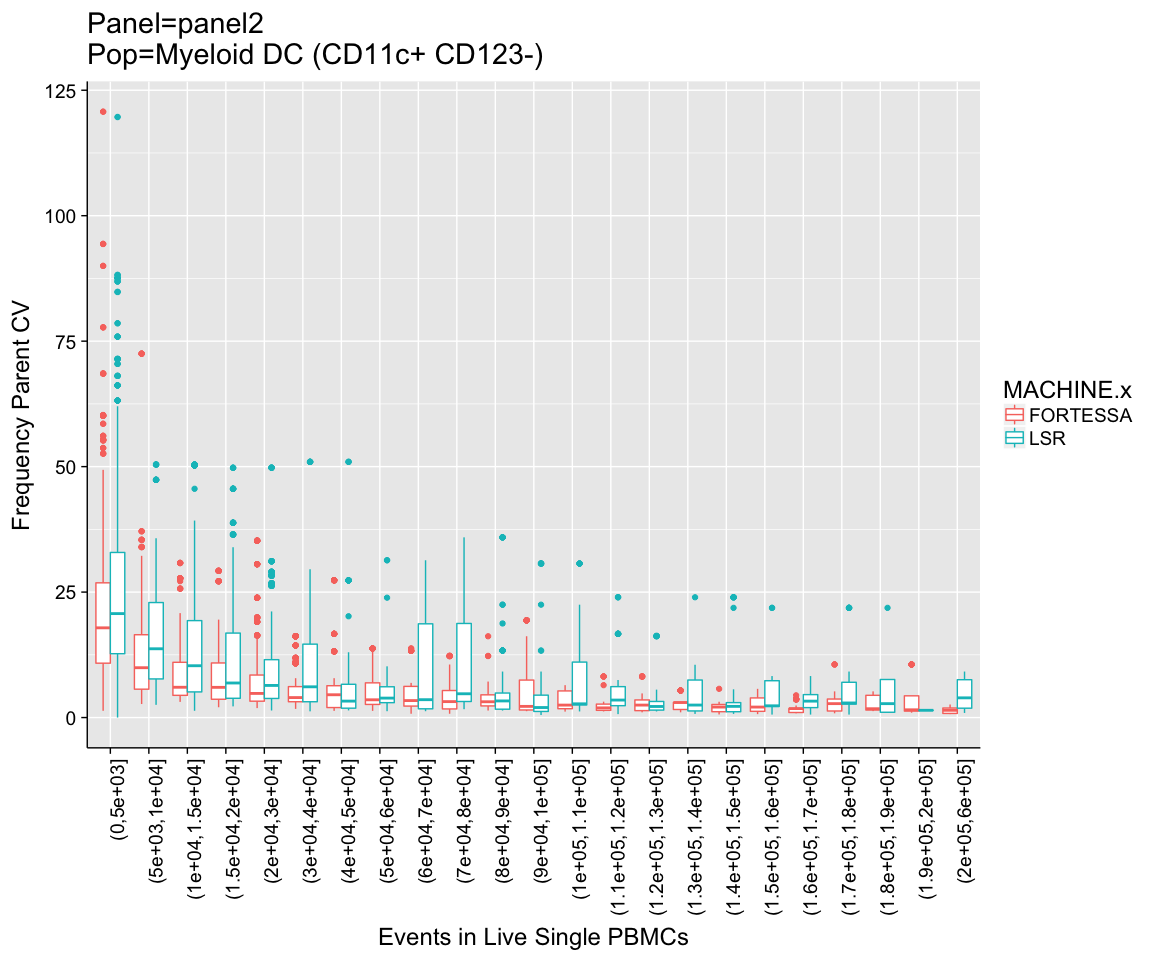 Panel=panel2
Pop=Myeloid DC (CD11c+ CD123-)
Frequency Parent CV
125
100
75
50
25
0
(0,5e+03]
(5e+03,1e+04]
(1e+04,1.5e+04]
(1.5e+04,2e+04]
(2e+04,3e+04]
(3e+04,4e+04]
(4e+04,5e+04]
(5e+04,6e+04]
(6e+04,7e+04]
(7e+04,8e+04]
(8e+04,9e+04]
(9e+04,1e+05]
(1e+05,1.1e+05]
(1.1e+05,1.2e+05]
(1.2e+05,1.3e+05]
(1.3e+05,1.4e+05]
(1.4e+05,1.5e+05]
(1.5e+05,1.6e+05]
(1.6e+05,1.7e+05]
(1.7e+05,1.8e+05]
(1.8e+05,1.9e+05]
(1.9e+05,2e+05]
(2e+05,6e+05]
Events in Live Single PBMCs
MACHINE.x
FORTESSA
LSR